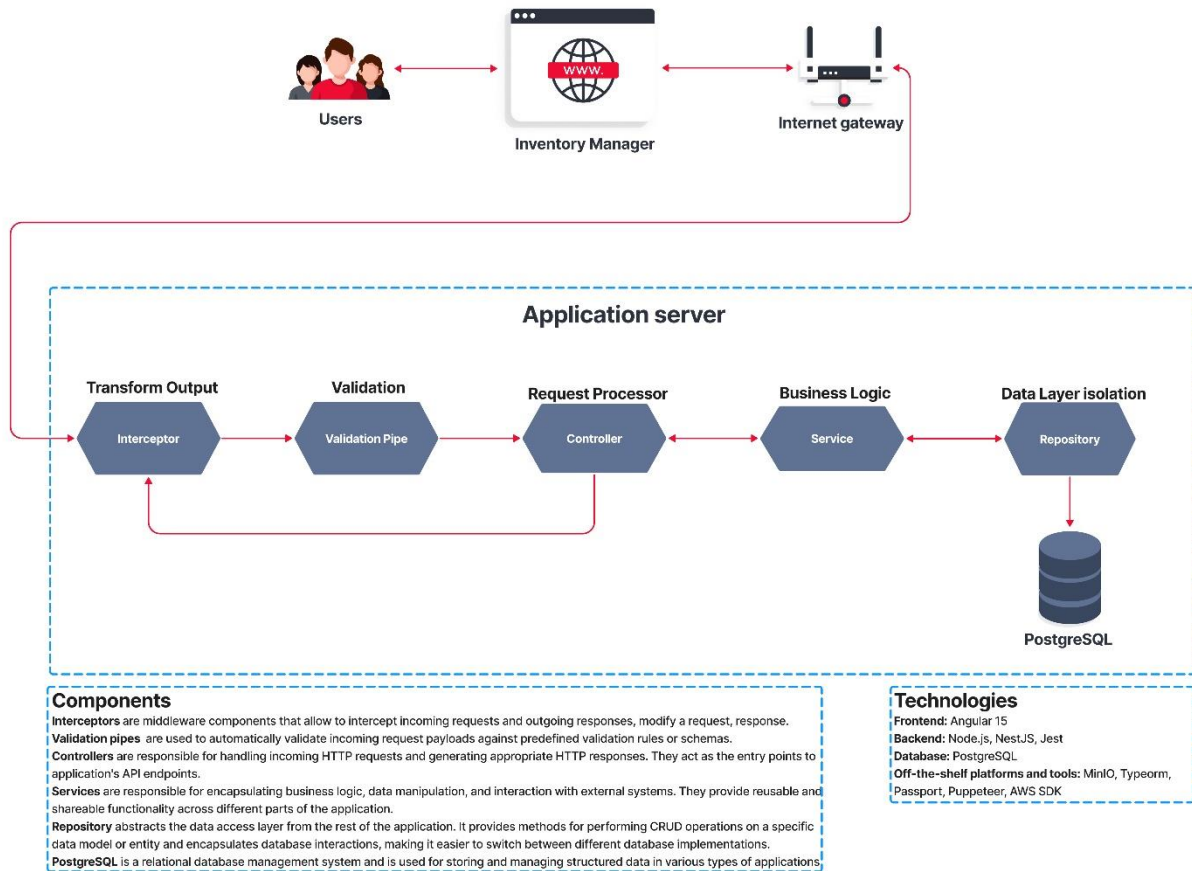 WWW.
Users
Inventory Manager
Internet gateway
Application server
Transform Output
Validation
Request Processor
Business Logic
Data Layer isolation
Interceptor
Validation Pipe
Controller
Service
Repository
PostgreSQL
Components
Interceptors are middleware components that allow to intercept incoming requests and outgoing responses, modify a request, response.
Validation pipes are used to automatically validate incoming request payloads against predefined validation rules or schemas.
Controllers are responsible for handling incoming HTTP requests and generating appropriate HTTP responses. They act as the entry points to
application's API endpoints.
Services are responsible for encapsulating business logic, data manipulation, and interaction with external systems. They provide reusable and
shareable functionality across different parts of the application.
Repository abstracts the data access layer from the rest of the application. It provides methods for performing CRUD operations on a specific
data model or entity and encapsulates database interactions, making it easier to switch between different database implementations.
PostgreSQL is a relational database management system and is used for storing and managing structured data in various types of applications
Technologies
Frontend: Angular 15
Backend: Node.js, NestJS, Jest
Database: PostgreSQL
Off-the-shelf platforms and tools: MinIO, Typeorm,
Passport, Puppeteer, AWS SDK